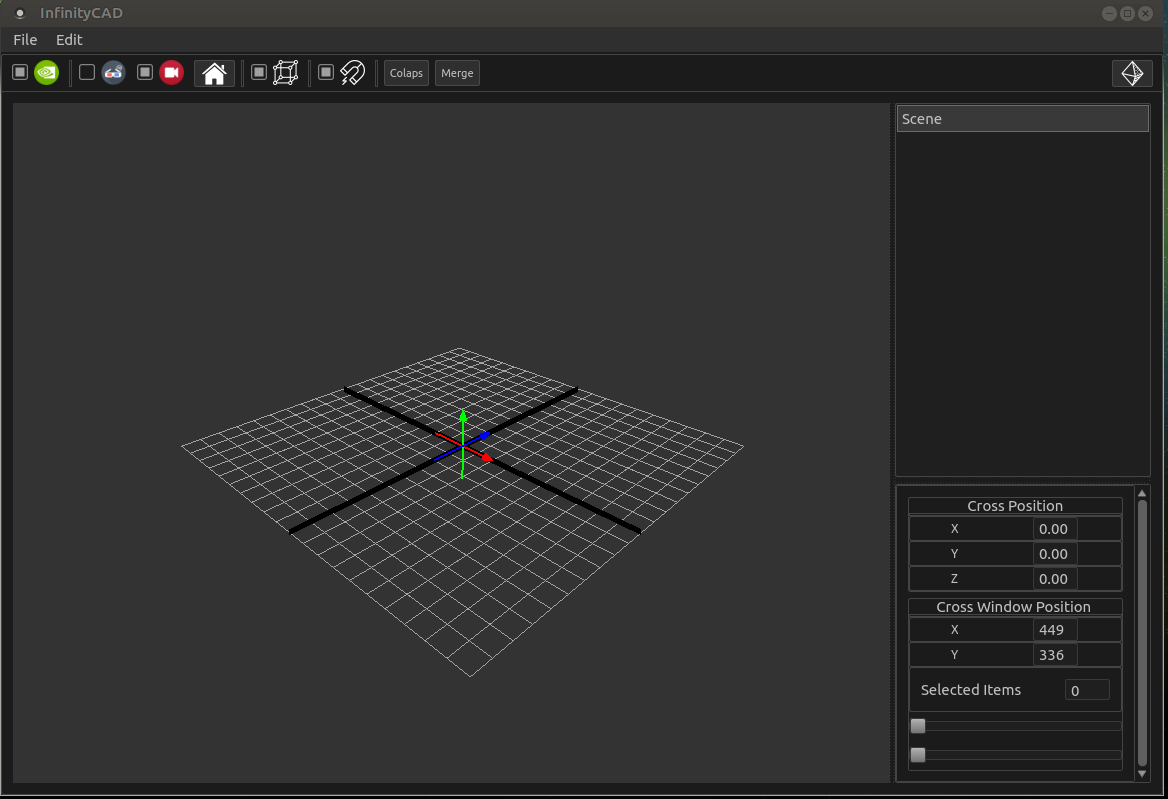 InfinityCAD
File Edit
Colaps Merge
Scene
Cross Position
X 0.00
Y 0.00
Z 0.00
Cross Window Position
X 449
Y 336
Selected Items 0